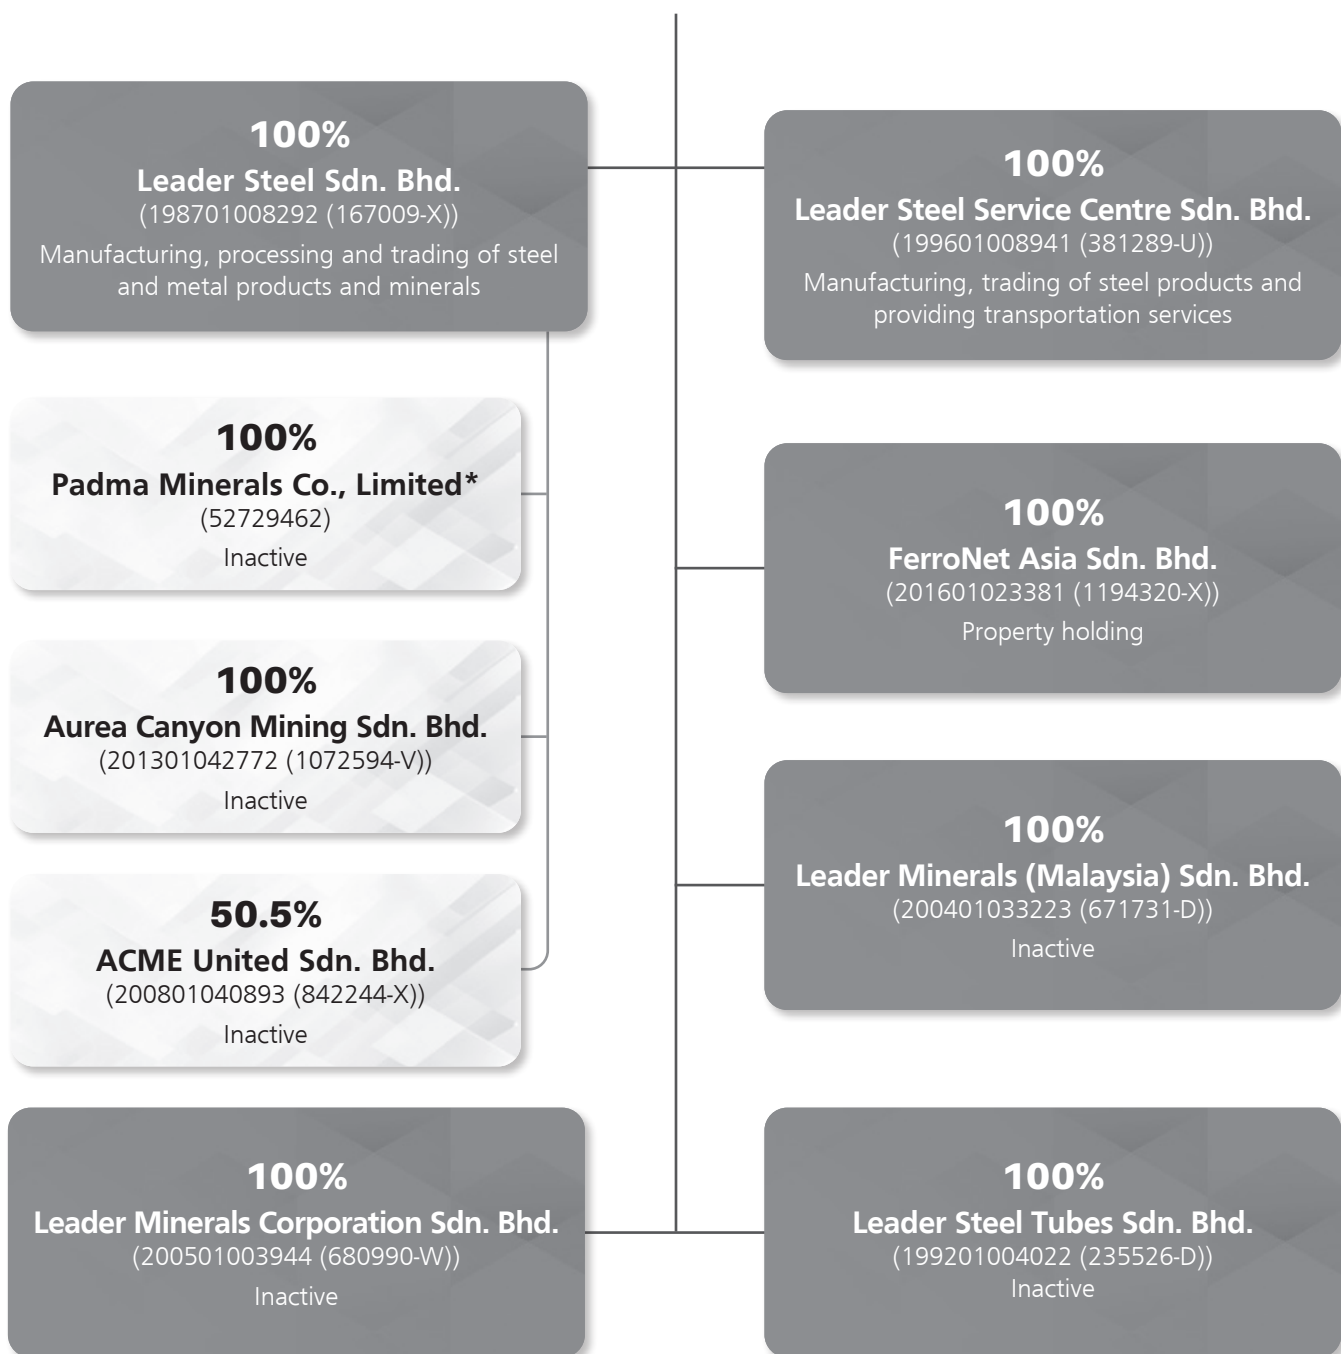 100%
Leader Steel Sdn. Bhd.
(198701008292 (167009-X))
Manufacturing, processing and trading of steel
and metal products and minerals
100%
Padma Minerals Co., Limited*
(52729462)
Inactive
100%
Aurea Canyon Mining Sdn. Bhd.
(201301042772 (1072594-V))
Inactive
50.5%
ACME United Sdn. Bhd.
(200801040893 (842244-X))
Inactive
100%
Leader Minerals Corporation Sdn. Bhd.
(200501003944 (680990-W))
Inactive
100%
Leader Steel Service Centre Sdn. Bhd.
(199601008941 (381289-U))
Manufacturing, trading of steel products and
providing transportation services
100%
FerroNet Asia Sdn. Bhd.
(201601023381 (1194320-X))
Property holding
100%
Leader Minerals (Malaysia) Sdn. Bhd.
(200401033223 (671731-D))
Inactive
100%
Leader Steel Tubes Sdn. Bhd.
(199201004022 (235526-D))
Inactive